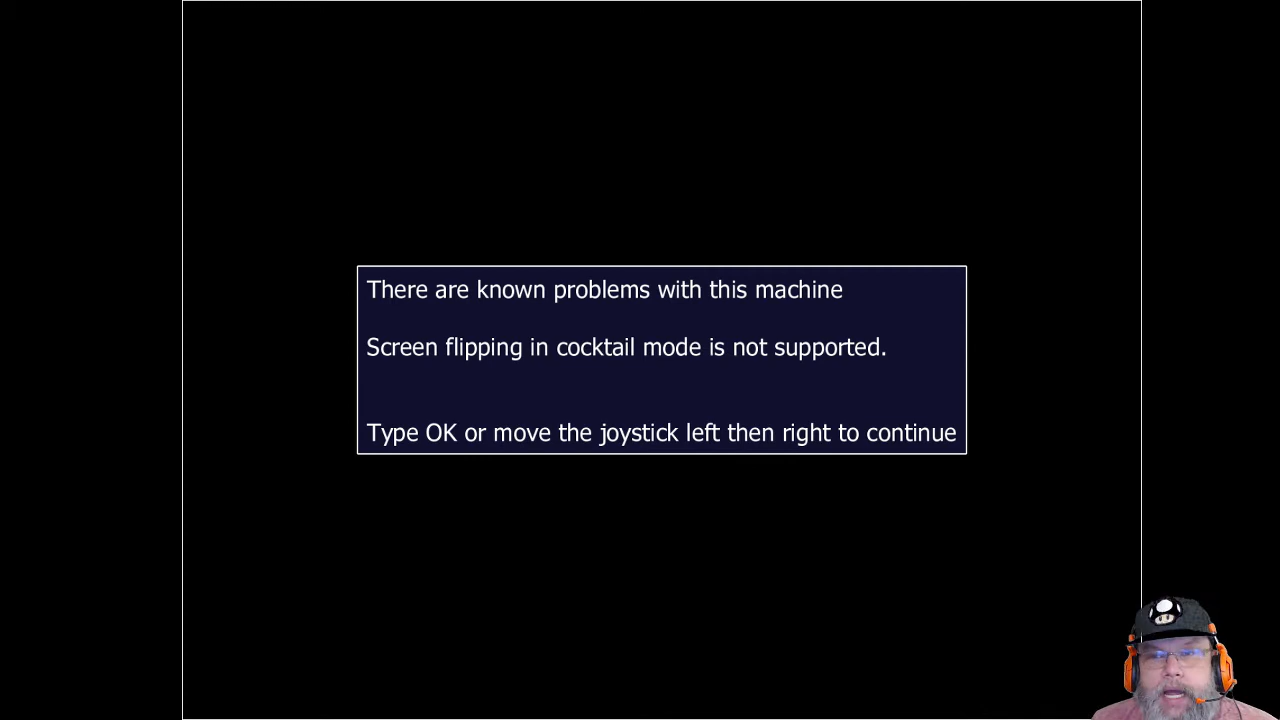 There are known problems with this machine
Screen flipping in cocktail mode is not supported.
Type OK or move the joystick left then right to continue